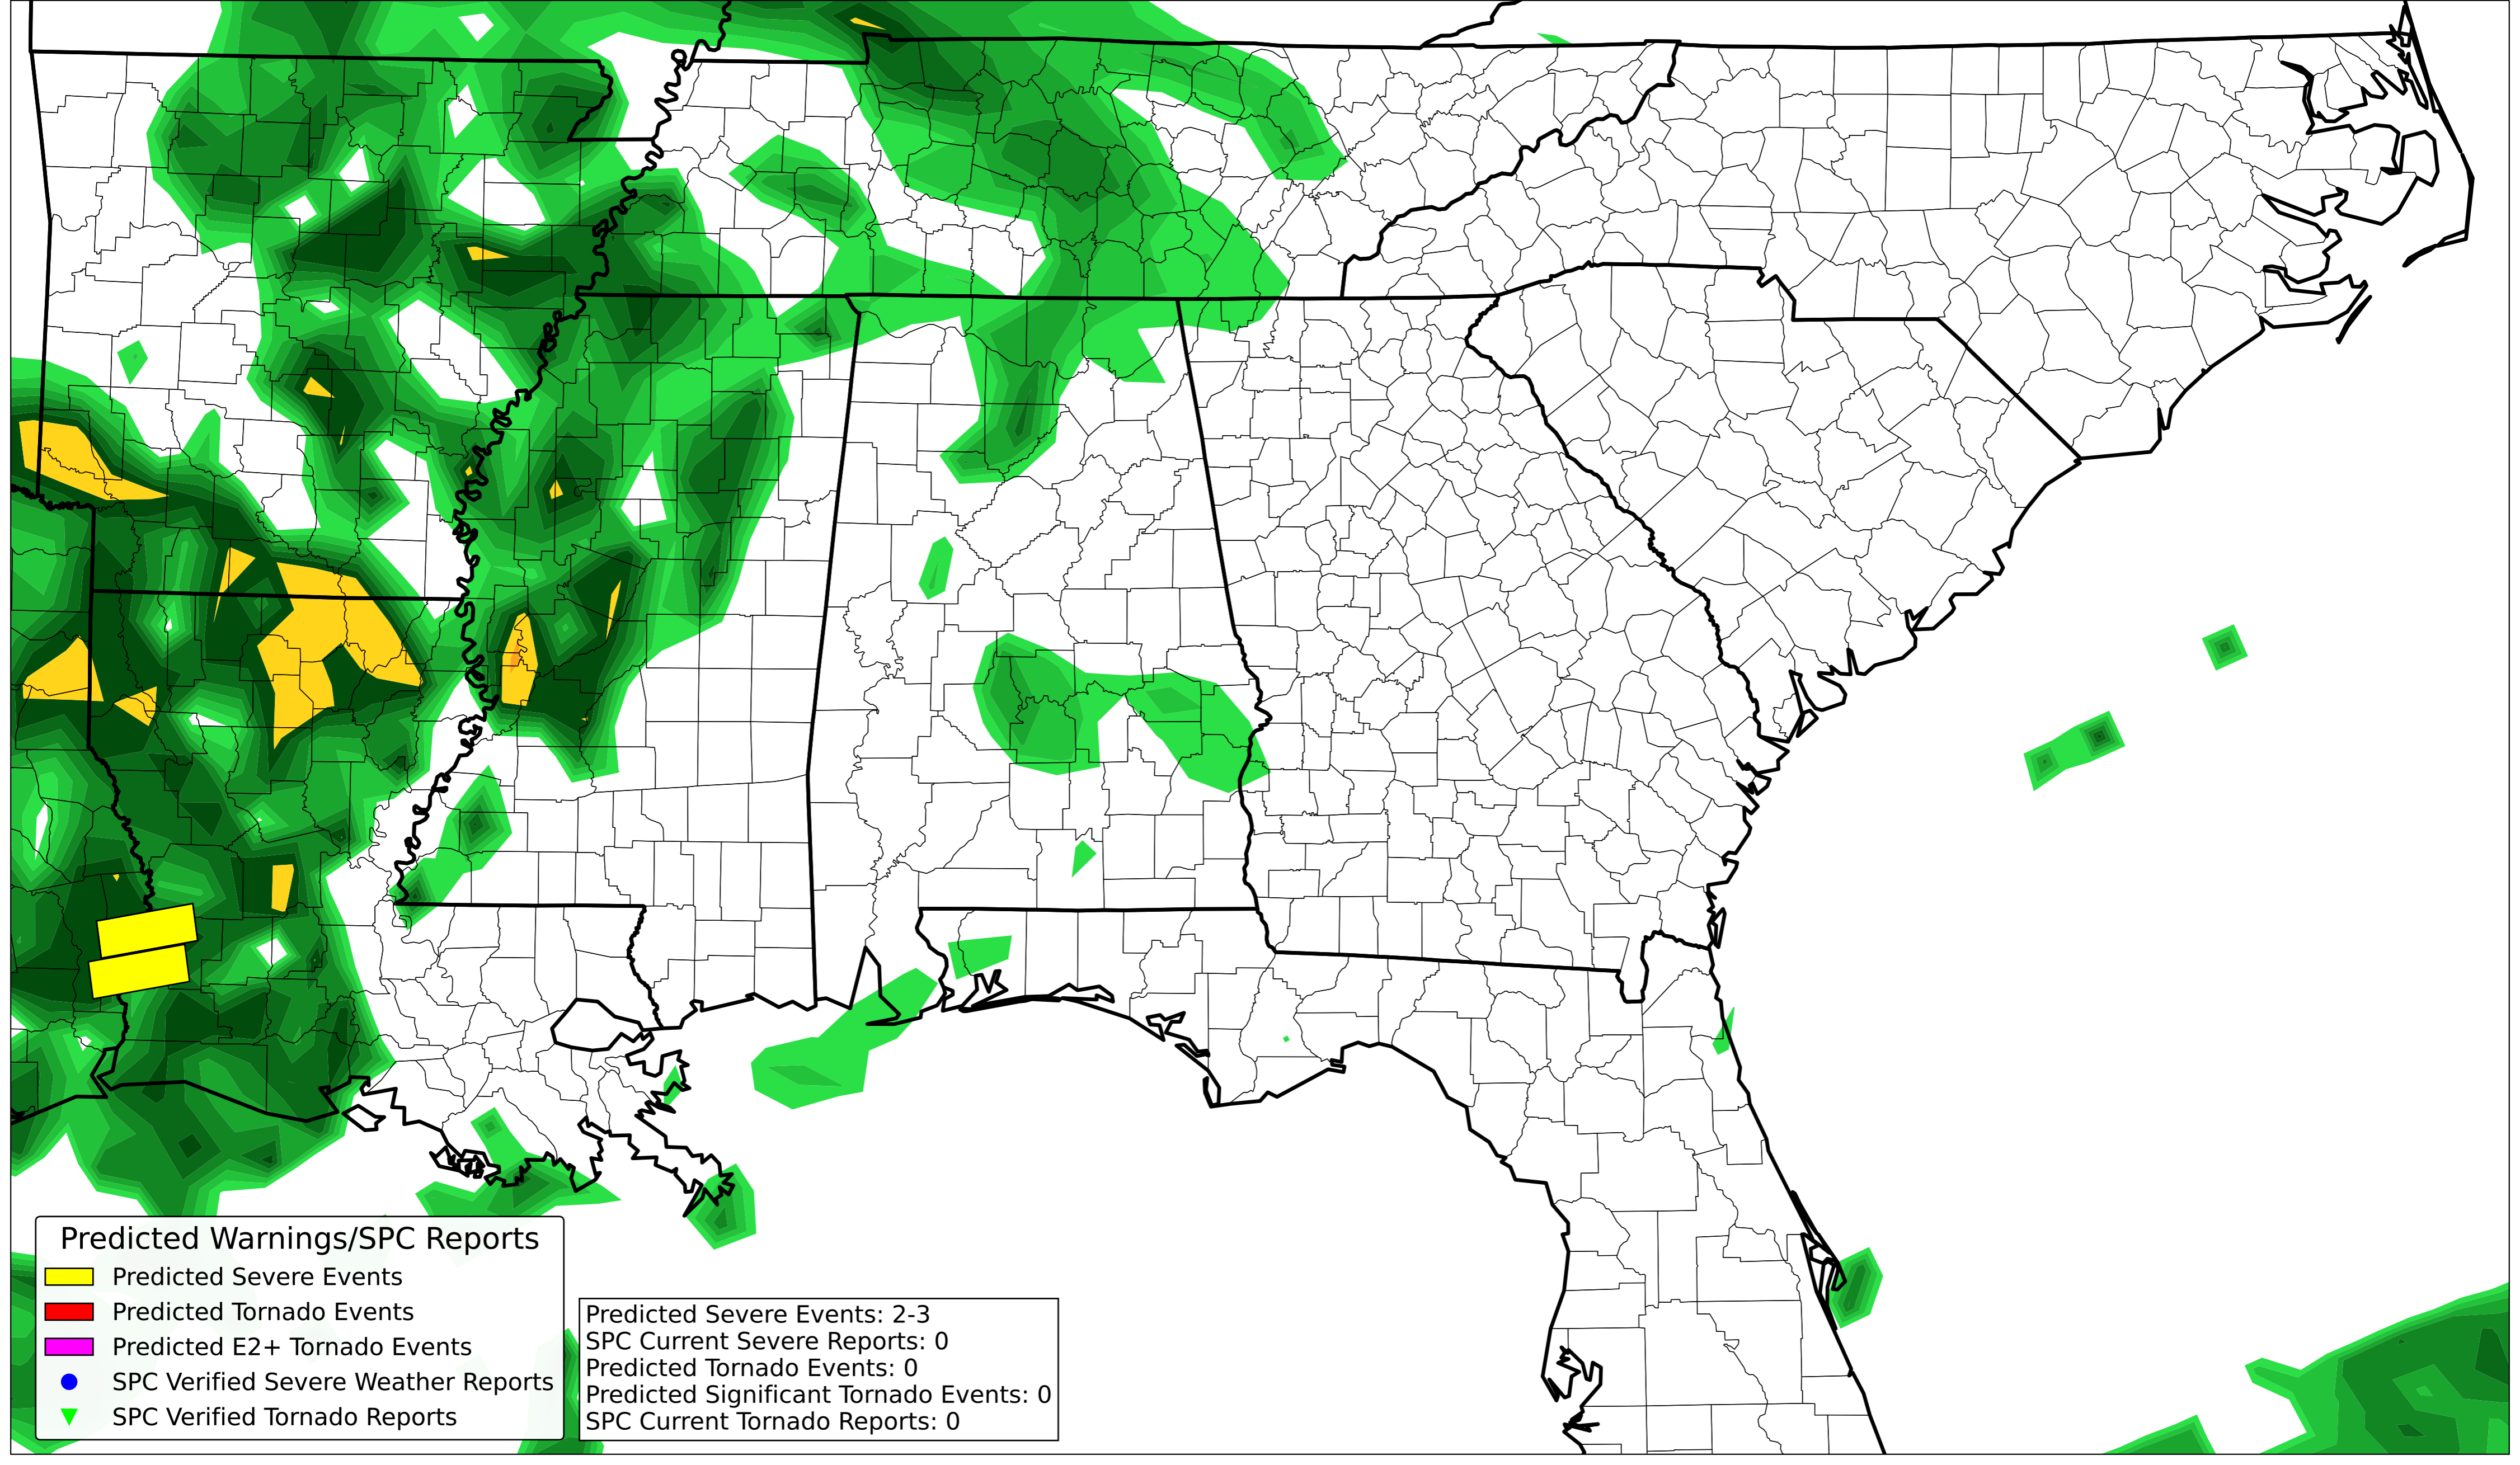 Predicted Warnings/SPC Reports
Predicted Severe Events
Predicted Tornado Events
Predicted E2+ Tornado Events
SPC Verified Severe Weather Reports
SPC Verified Tornado Reports
Predicted Severe Events: 2-3
SPC Current Severe Reports: 0
Predicted Tornado Events: 0
Predicted Significant Tornado Events: 0
SPC Current Tornado Reports: 0